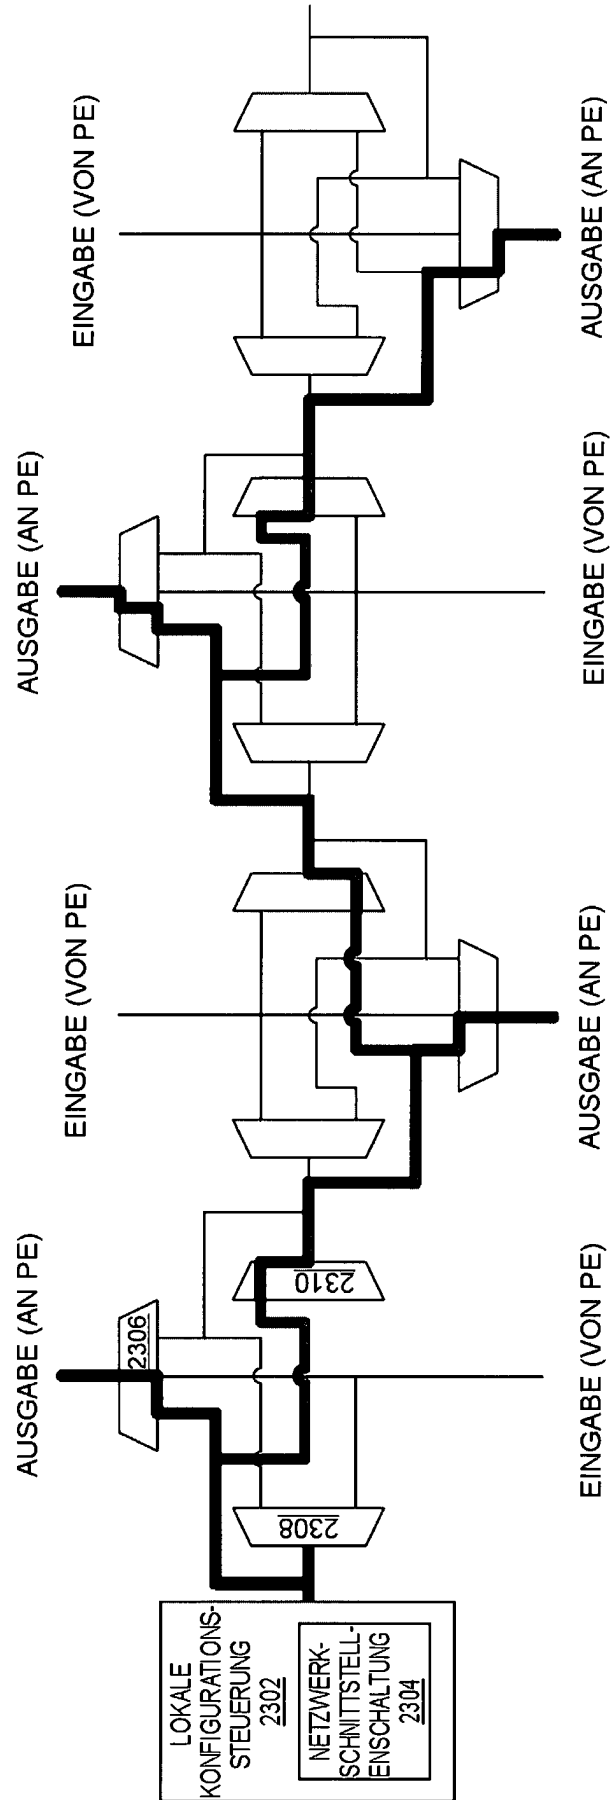 AUSGABE (AN PE)
EINGABE (VON PE)
AUSGABE (AN PE)
EINGABE (VON PE)
LOKALE
KONFIGURATIONS-
STEUERUNG
2302
NETZWERK-
SCHNITTSTELL-
ENSCHALTUNG
2304
2306
2308
2310
EINGABE (VON PE)
AUSGABE (AN PE)
EINGABE (VON PE)
AUSGABE (AN PE)